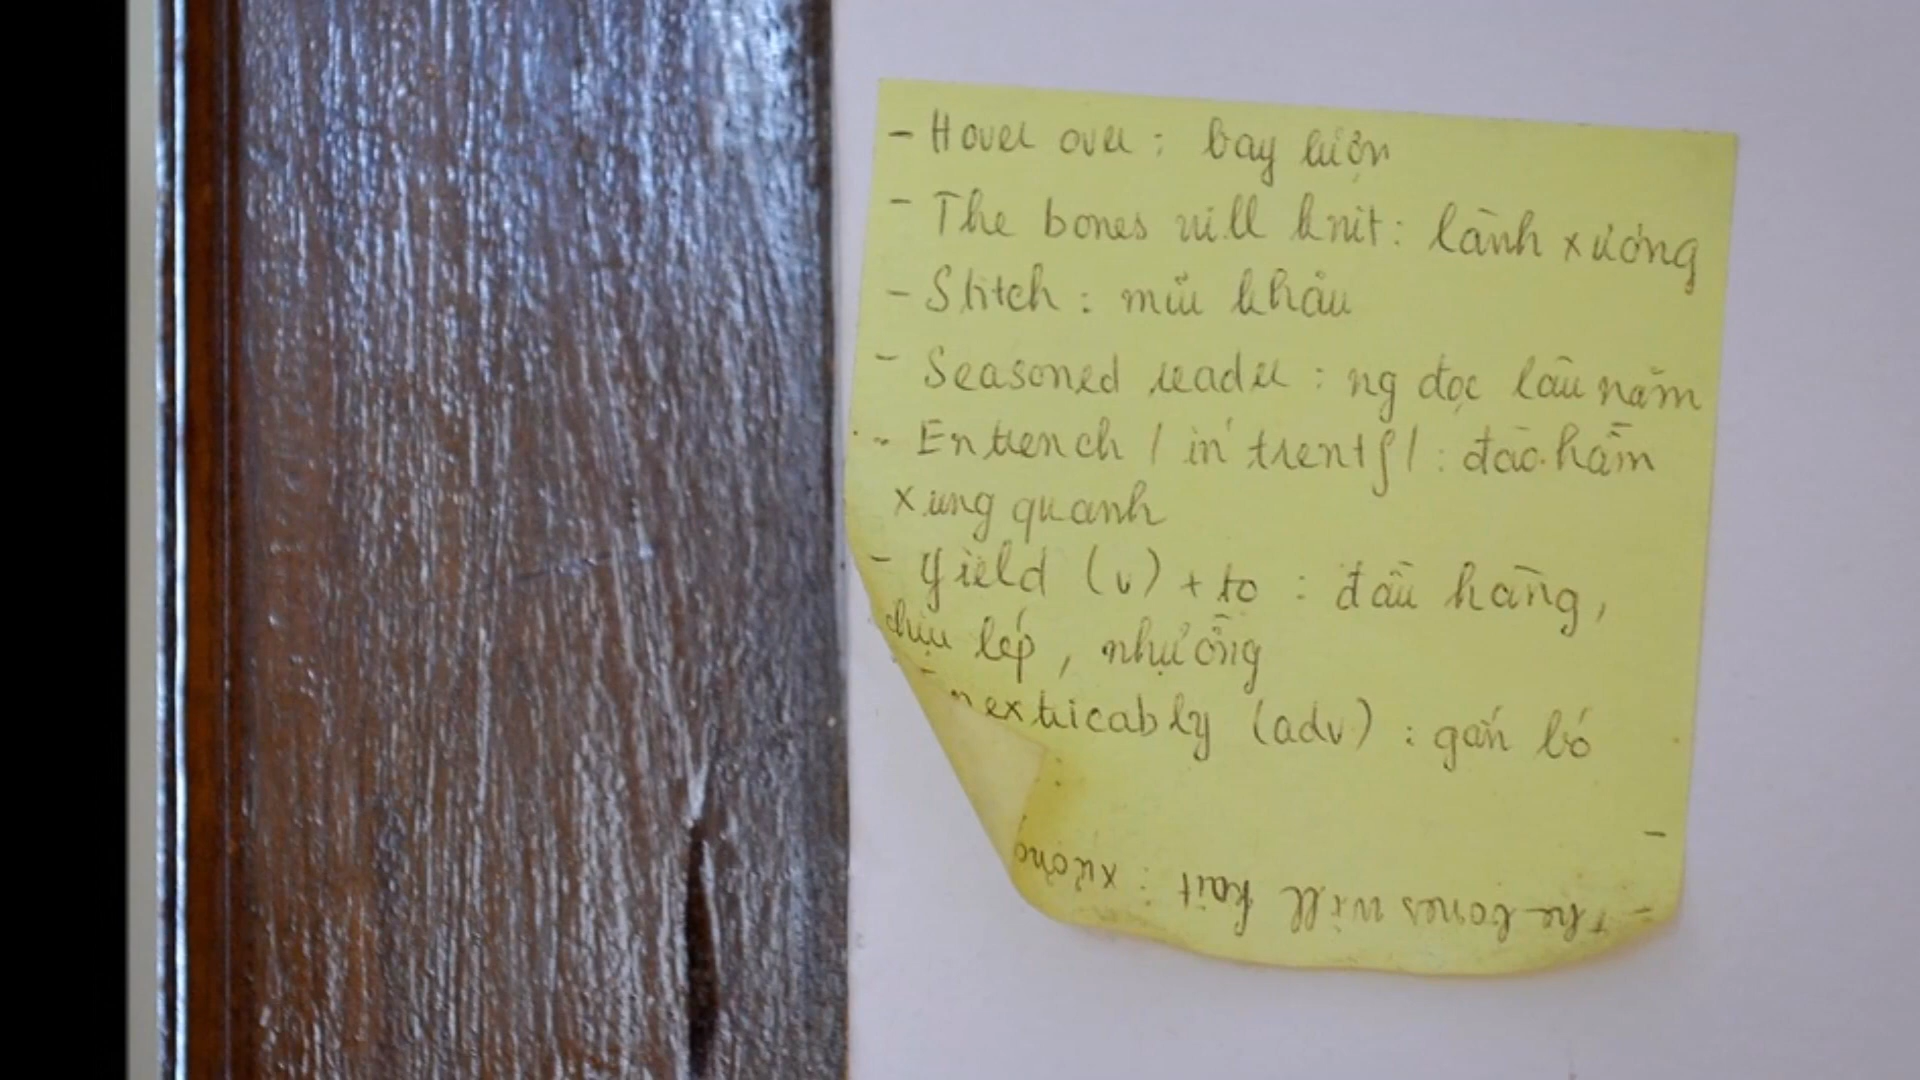 - Hover over : bay lượn
- The bones will knit : lành xương
- Stitch : mũi khâu
- Seasoned reader : ng đọc lâu năm
- Entrench / in'trentʃ / : đào hầm
xung quanh
- Yield (v) + to : đầu hàng,
chịu lép, nhượng
nextricably (adv) : gắn bó
-
- The bones will knit : xương